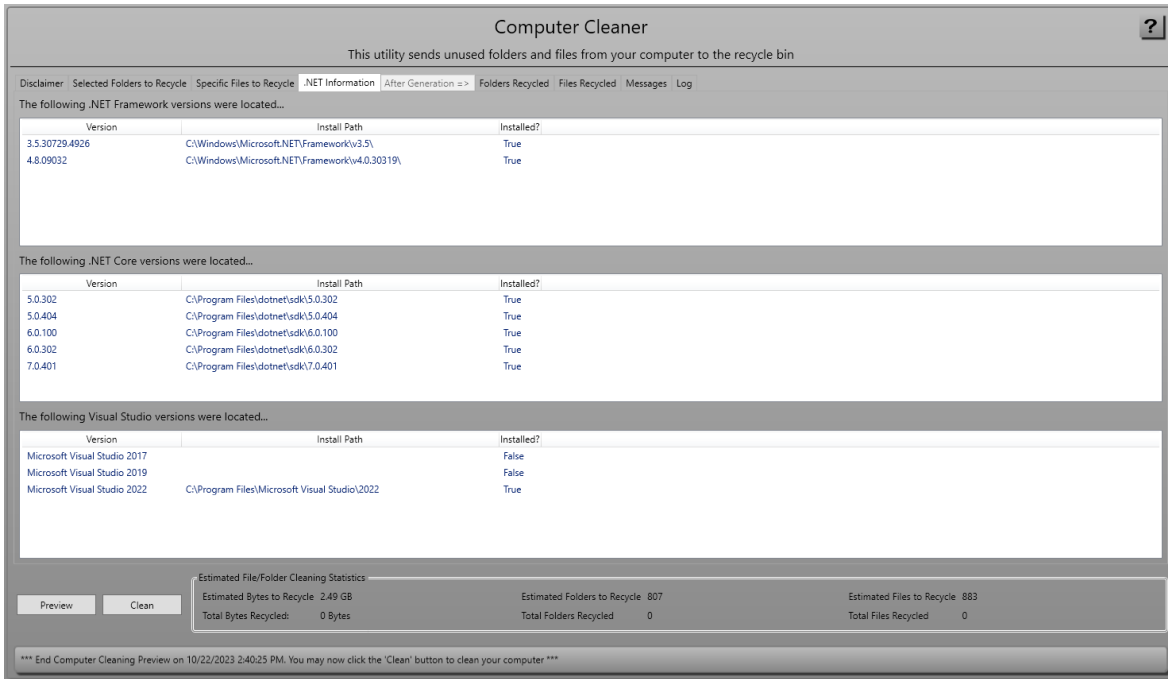 Computer Cleaner
?
This utility sends unused folders and files from your computer to the recycle bin
Disclaimer Selected Folders to Recycle Specific Files to Recycle .NET Information After Generation => Folders Recycled Files Recycled Messages Log
The following .NET Framework versions were located...
Version Install Path Installed?
3.5.30729.4926 C:\Windows\Microsoft.NET\Framework\v3.5\ True
4.8.09032 C:\Windows\Microsoft.NET\Framework\v4.0.30319\ True
The following .NET Core versions were located...
Version Install Path Installed?
5.0.302 C:\Program Files\dotnet\sdk\5.0.302 True
5.0.404 C:\Program Files\dotnet\sdk\5.0.404 True
6.0.100 C:\Program Files\dotnet\sdk\6.0.100 True
6.0.302 C:\Program Files\dotnet\sdk\6.0.302 True
7.0.401 C:\Program Files\dotnet\sdk\7.0.401 True
The following Visual Studio versions were located...
Version Install Path Installed?
Microsoft Visual Studio 2017 False
Microsoft Visual Studio 2019 False
Microsoft Visual Studio 2022 C:\Program Files\Microsoft Visual Studio\2022 True
Estimated File/Folder Cleaning Statistics
Preview Clean
Estimated Bytes to Recycle 2.49 GB Estimated Folders to Recycle 807 Estimated Files to Recycle 883
Total Bytes Recycled: 0 Bytes Total Folders Recycled 0 Total Files Recycled 0
*** End Computer Cleaning Preview on 10/22/2023 2:40:25 PM. You may now click the 'Clean' button to clean your computer ***